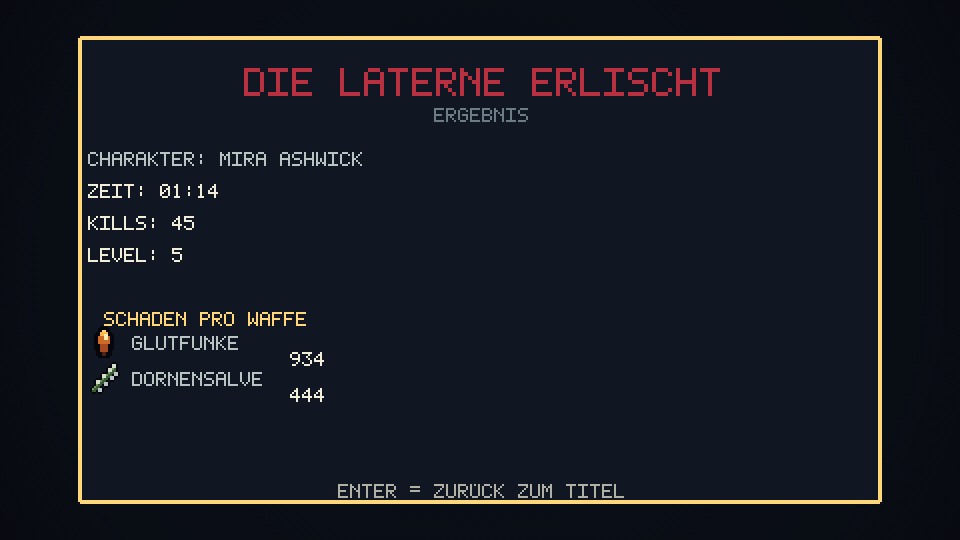 DIE LATERNE ERLISCHT
ERGEBNIS
CHARAKTER: MIRA ASHWICK
ZEIT: 01:14
KILLS: 45
LEVEL: 5
SCHADEN PRO WAFFE
GLUTFUNKE
934
DORNENSALVE
444
ENTER = ZURÜCK ZUM TITEL